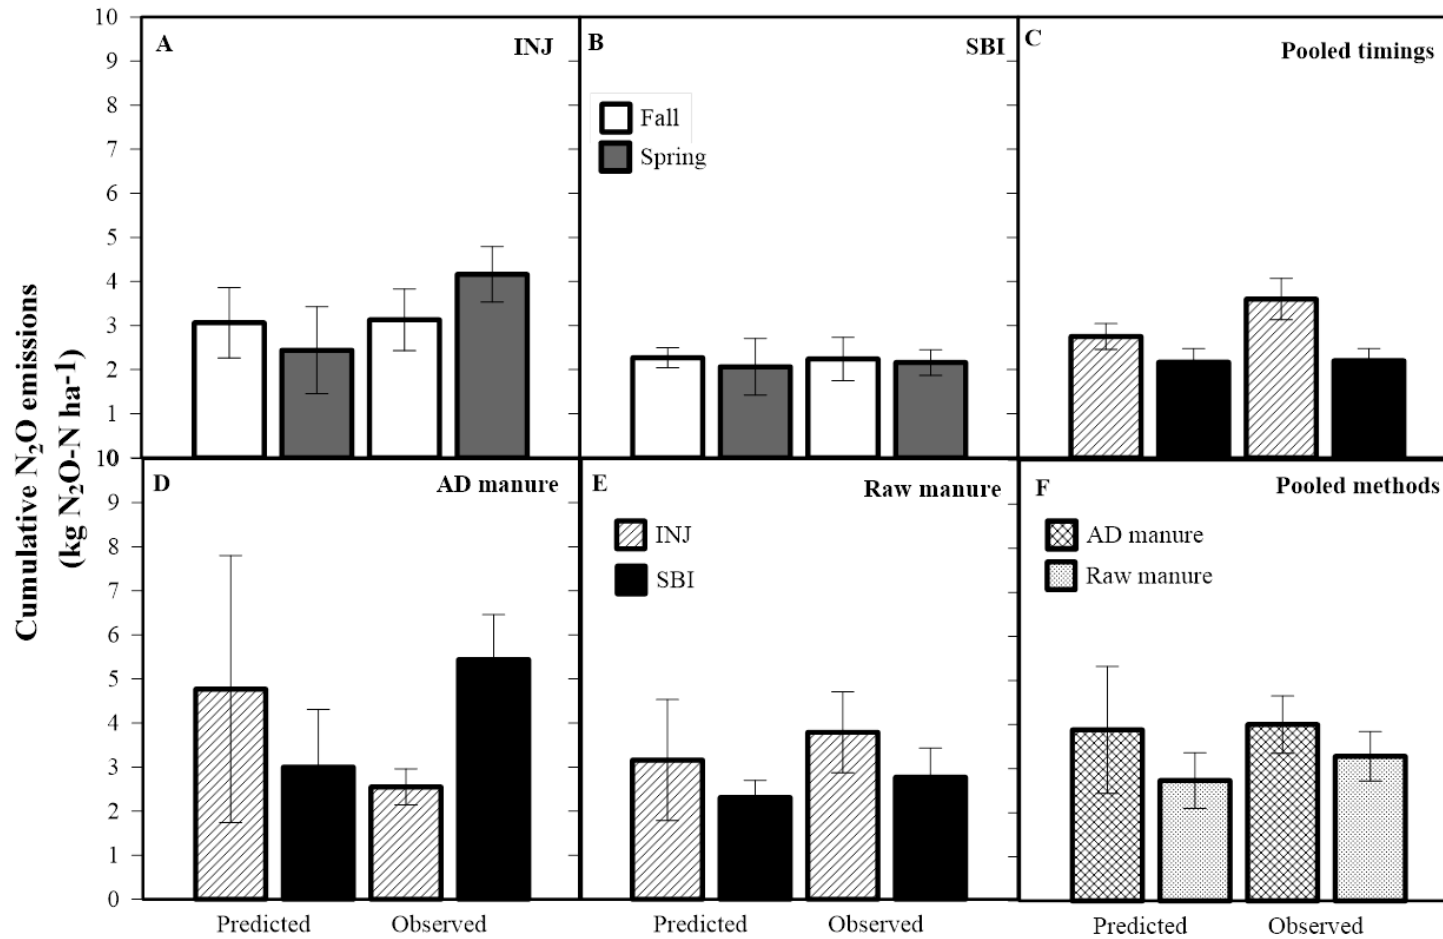 Cumulative N₂O emissions
(kg N₂O-N ha-1)
10
9
8
7
6
5
4
3
2
1
10
9
8
7
6
5
4
3
2
1
0
A
INJ
B
SBI
Fall
Spring
C
Pooled timings
D
AD manure
E
Raw manure
INJ
SBI
F
Pooled methods
AD manure
Raw manure
Predicted
Observed
Predicted
Observed
Predicted
Observed